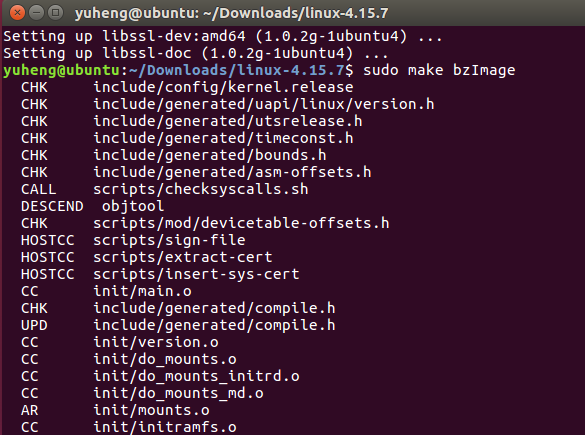 yuheng@ubuntu: ~/Downloads/linux-4.15.7
Setting up libssl-dev:amd64 (1.0.2g-1ubuntu4) ...
Setting up libssl-doc (1.0.2g-1ubuntu4) ...
yuheng@ubuntu:~/Downloads/linux-4.15.7$ sudo make bzImage
  CHK     include/config/kernel.release
  CHK     include/generated/uapi/linux/version.h
  CHK     include/generated/utsrelease.h
  CHK     include/generated/timeconst.h
  CHK     include/generated/bounds.h
  CHK     include/generated/asm-offsets.h
  CALL    scripts/checksyscalls.sh
  DESCEND  objtool
  CHK     scripts/mod/devicetable-offsets.h
  HOSTCC  scripts/sign-file
  HOSTCC  scripts/extract-cert
  HOSTCC  scripts/insert-sys-cert
  CC      init/main.o
  CHK     include/generated/compile.h
  UPD     include/generated/compile.h
  CC      init/version.o
  CC      init/do_mounts.o
  CC      init/do_mounts_initrd.o
  CC      init/do_mounts_md.o
  AR      init/mounts.o
  CC      init/initramfs.o